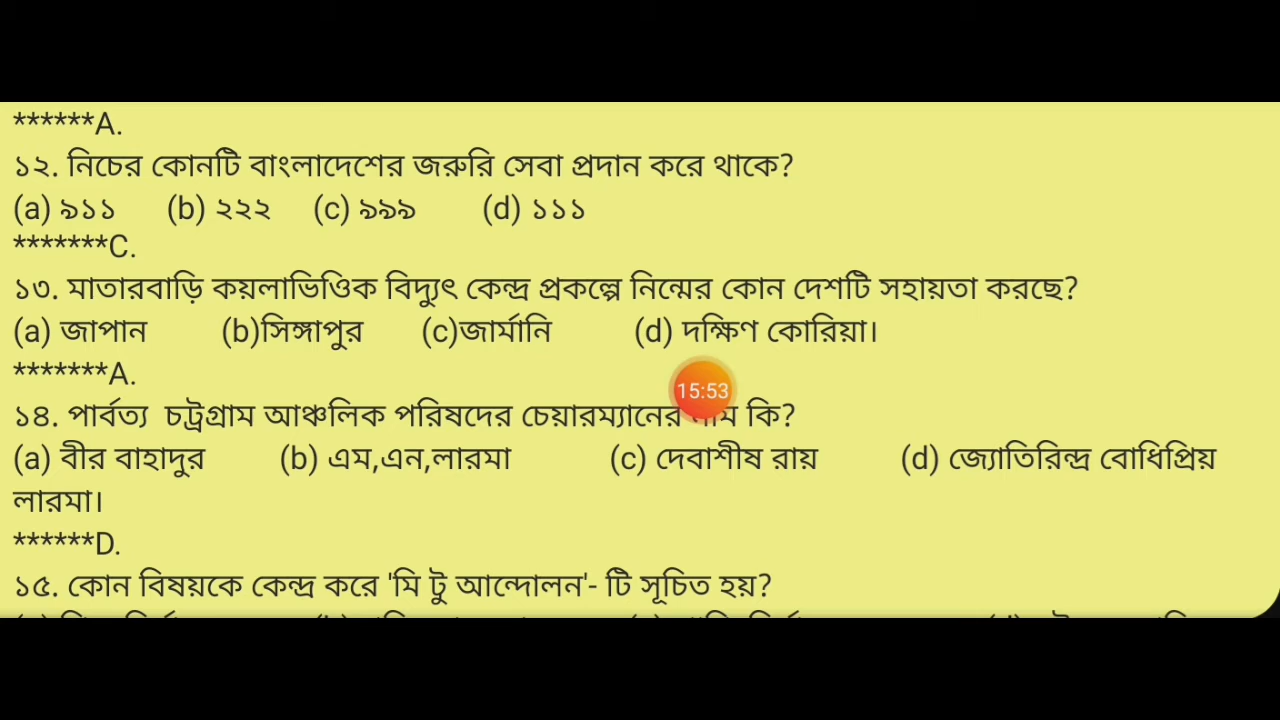 ******A.
১২. নিচের কোনটি বাংলাদেশের জরুরি সেবা প্রদান করে থাকে?
(a) ৯১১ (b) ২২২ (c) ৯৯৯ (d) ১১১
*******C.
১৩. মাতারবাড়ি কয়লাভিওিক বিদ্যুৎ কেন্দ্র প্রকল্পে নিন্মের কোন দেশটি সহায়তা করছে?
(a) জাপান (b)সিঙ্গাপুর (c)জার্মানি (d) দক্ষিণ কোরিয়া।
*******A.
15:53
১৪. পার্বত্য চট্রগ্রাম আঞ্চলিক পরিষদের চেয়ারম্যানের কি?
(a) বীর বাহাদুর (b) এম,এন,লারমা (c) দেবাশীষ রায় (d) জ্যোতিরিন্দ্র বোধিপ্রিয়
লারমা।
******D.
১৫. কোন বিষয়কে কেন্দ্র করে 'মি টু আন্দোলন'- টি সূচিত হয়?